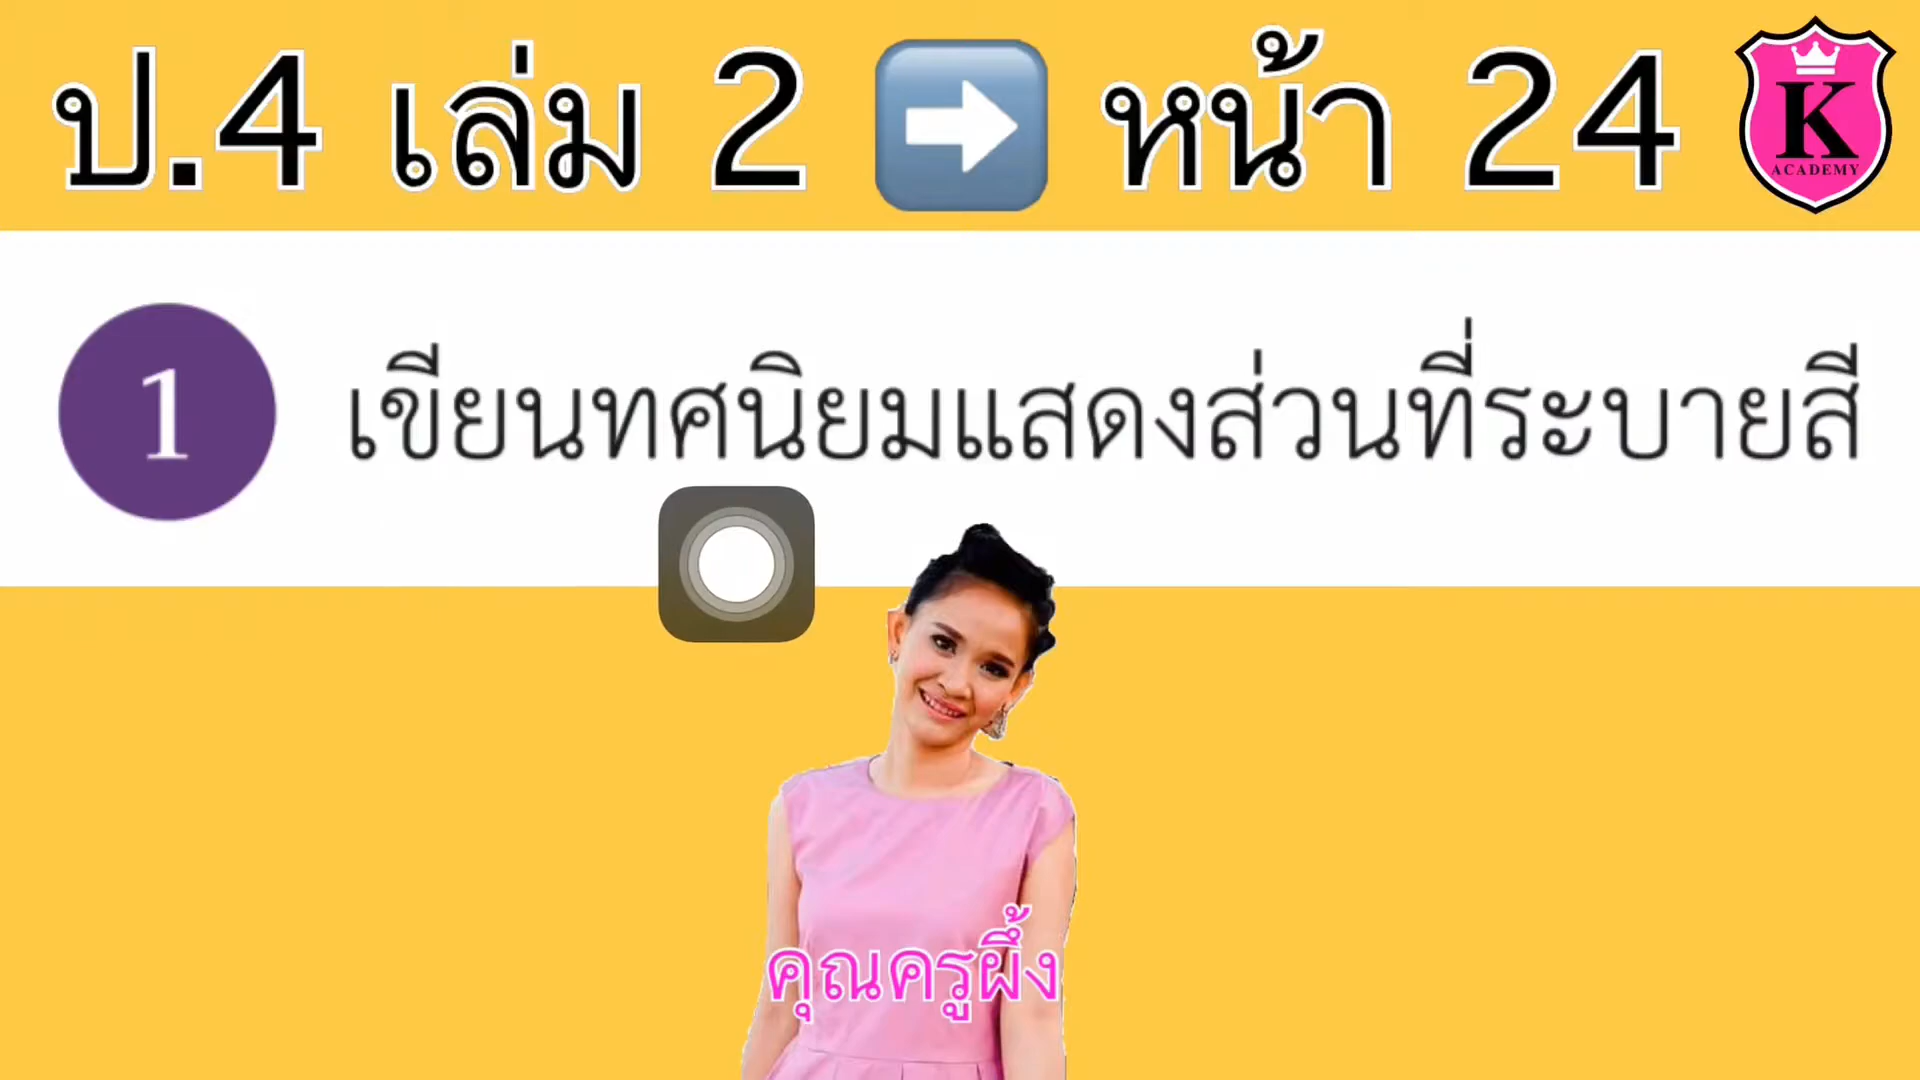 ป.4 เล่ม 2 ➡ หน้า 24
K
ACADEMY
1 เขียนทศนิยมแสดงส่วนที่ระบายสี
คุณครูผึ้ง